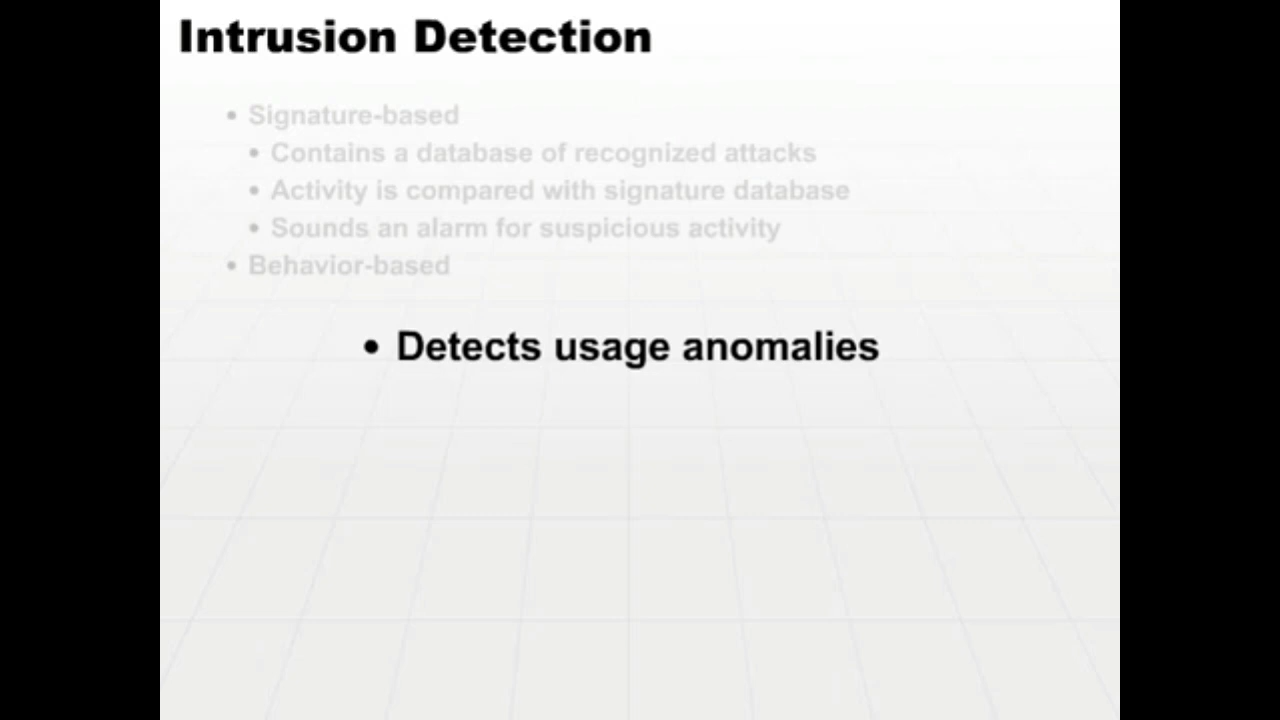 Intrusion Detection
• Signature-based
• Contains a database of recognized attacks
• Activity is compared with signature database
• Sounds an alarm for suspicious activity
• Behavior-based
• Detects usage anomalies